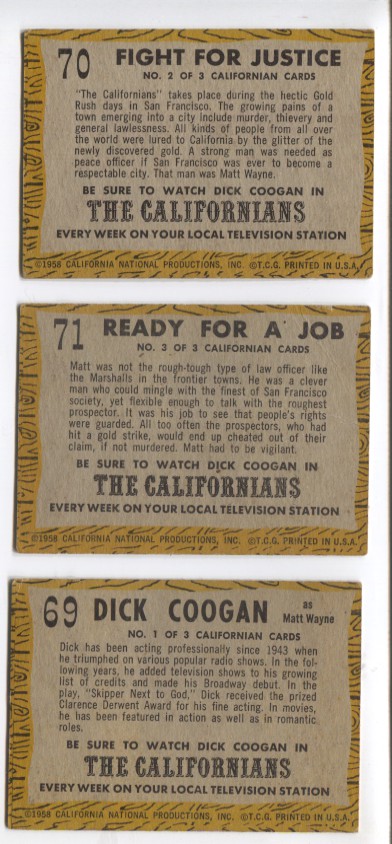 70 FIGHT FOR JUSTICE
NO. 2 OF 3 CALIFORNIAN CARDS
"The Californians" takes place during the hectic Gold
Rush days in San Francisco. The growing pains of a
town emerging into a city include murder, thievery and
general lawlessness. All kinds of people from all over
the world were lured to California by the glitter of the
newly discovered gold. A strong man was needed as
peace officer if San Francisco was ever to become a
respectable city. That man was Matt Wayne.
BE SURE TO WATCH DICK COOGAN IN
THE CALIFORNIANS
EVERY WEEK ON YOUR LOCAL TELEVISION STATION
©1958 CALIFORNIA NATIONAL PRODUCTIONS, INC. ©T.C.G. PRINTED IN U.S.A.
71 READY FOR A JOB
NO. 3 OF 3 CALIFORNIAN CARDS
Matt was not the rough-tough type of law officer like
the Marshalls in the frontier towns. He was a clever
man who could mingle with the finest of San Francisco
society, yet flexible enough to talk with the roughest
prospector. It was his job to see that people's rights
were guarded. All too often the prospectors, who had
hit a gold strike, would end up cheated out of their
claim, if not murdered. Matt had to be vigilant.
BE SURE TO WATCH DICK COOGAN IN
THE CALIFORNIANS
EVERY WEEK ON YOUR LOCAL TELEVISION STATION
©1958 CALIFORNIA NATIONAL PRODUCTIONS, INC. ©T.C.G. PRINTED IN U.S.A.
69 DICK COOGAN as Matt Wayne
NO. 1 OF 3 CALIFORNIAN CARDS
Dick has been acting professionally since 1943 when
he triumphed on various popular radio shows. In the fol-
lowing years, he added television shows to his growing
list of credits and made his Broadway debut. In the
play, "Skipper Next to God," Dick received the prized
Clarence Derwent Award for his fine acting. In movies,
he has been featured in action as well as in romantic
roles.
BE SURE TO WATCH DICK COOGAN IN
THE CALIFORNIANS
EVERY WEEK ON YOUR LOCAL TELEVISION STATION
©1958 CALIFORNIA NATIONAL PRODUCTIONS, INC. ©T.C.G. PRINTED IN U.S.A.